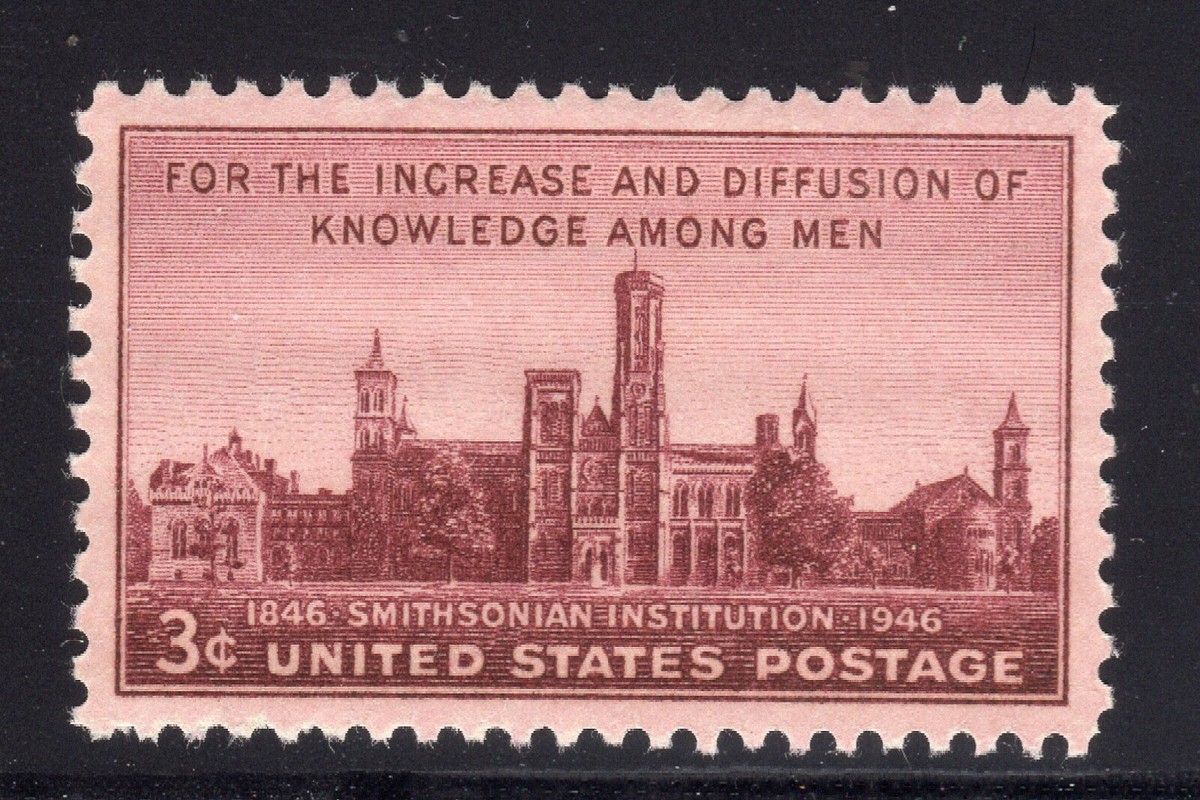 FOR THE INCREASE AND DIFFUSION OF
KNOWLEDGE AMONG MEN
1846·SMITHSONIAN INSTITUTION·1946
3¢ UNITED STATES POSTAGE